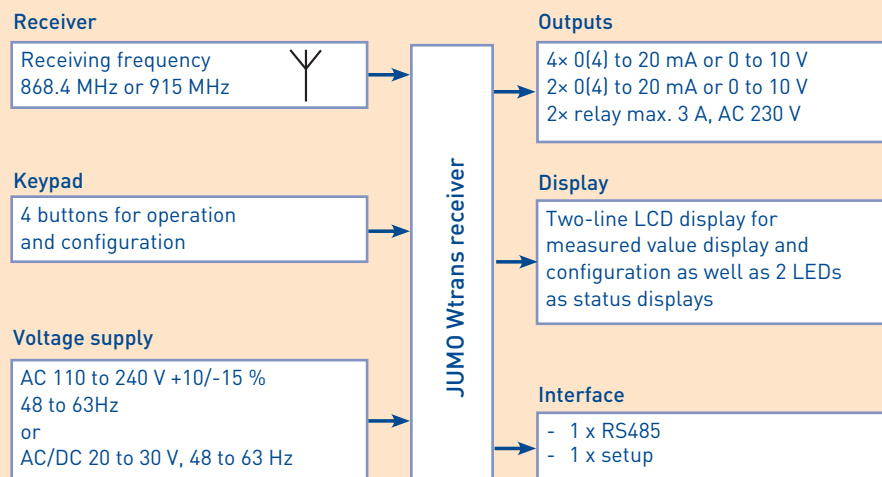 Receiver
Receiving frequency
868.4 MHz or 915 MHz
Keypad
4 buttons for operation
and configuration
Voltage supply
AC 110 to 240 V +10/-15 %
48 to 63Hz
or
AC/DC 20 to 30 V, 48 to 63 Hz
JUMO Wtrans receiver
Outputs
4× 0(4) to 20 mA or 0 to 10 V
2× 0(4) to 20 mA or 0 to 10 V
2× relay max. 3 A, AC 230 V
Display
Two-line LCD display for
measured value display and
configuration as well as 2 LEDs
as status displays
Interface
- 1 x RS485
- 1 x setup